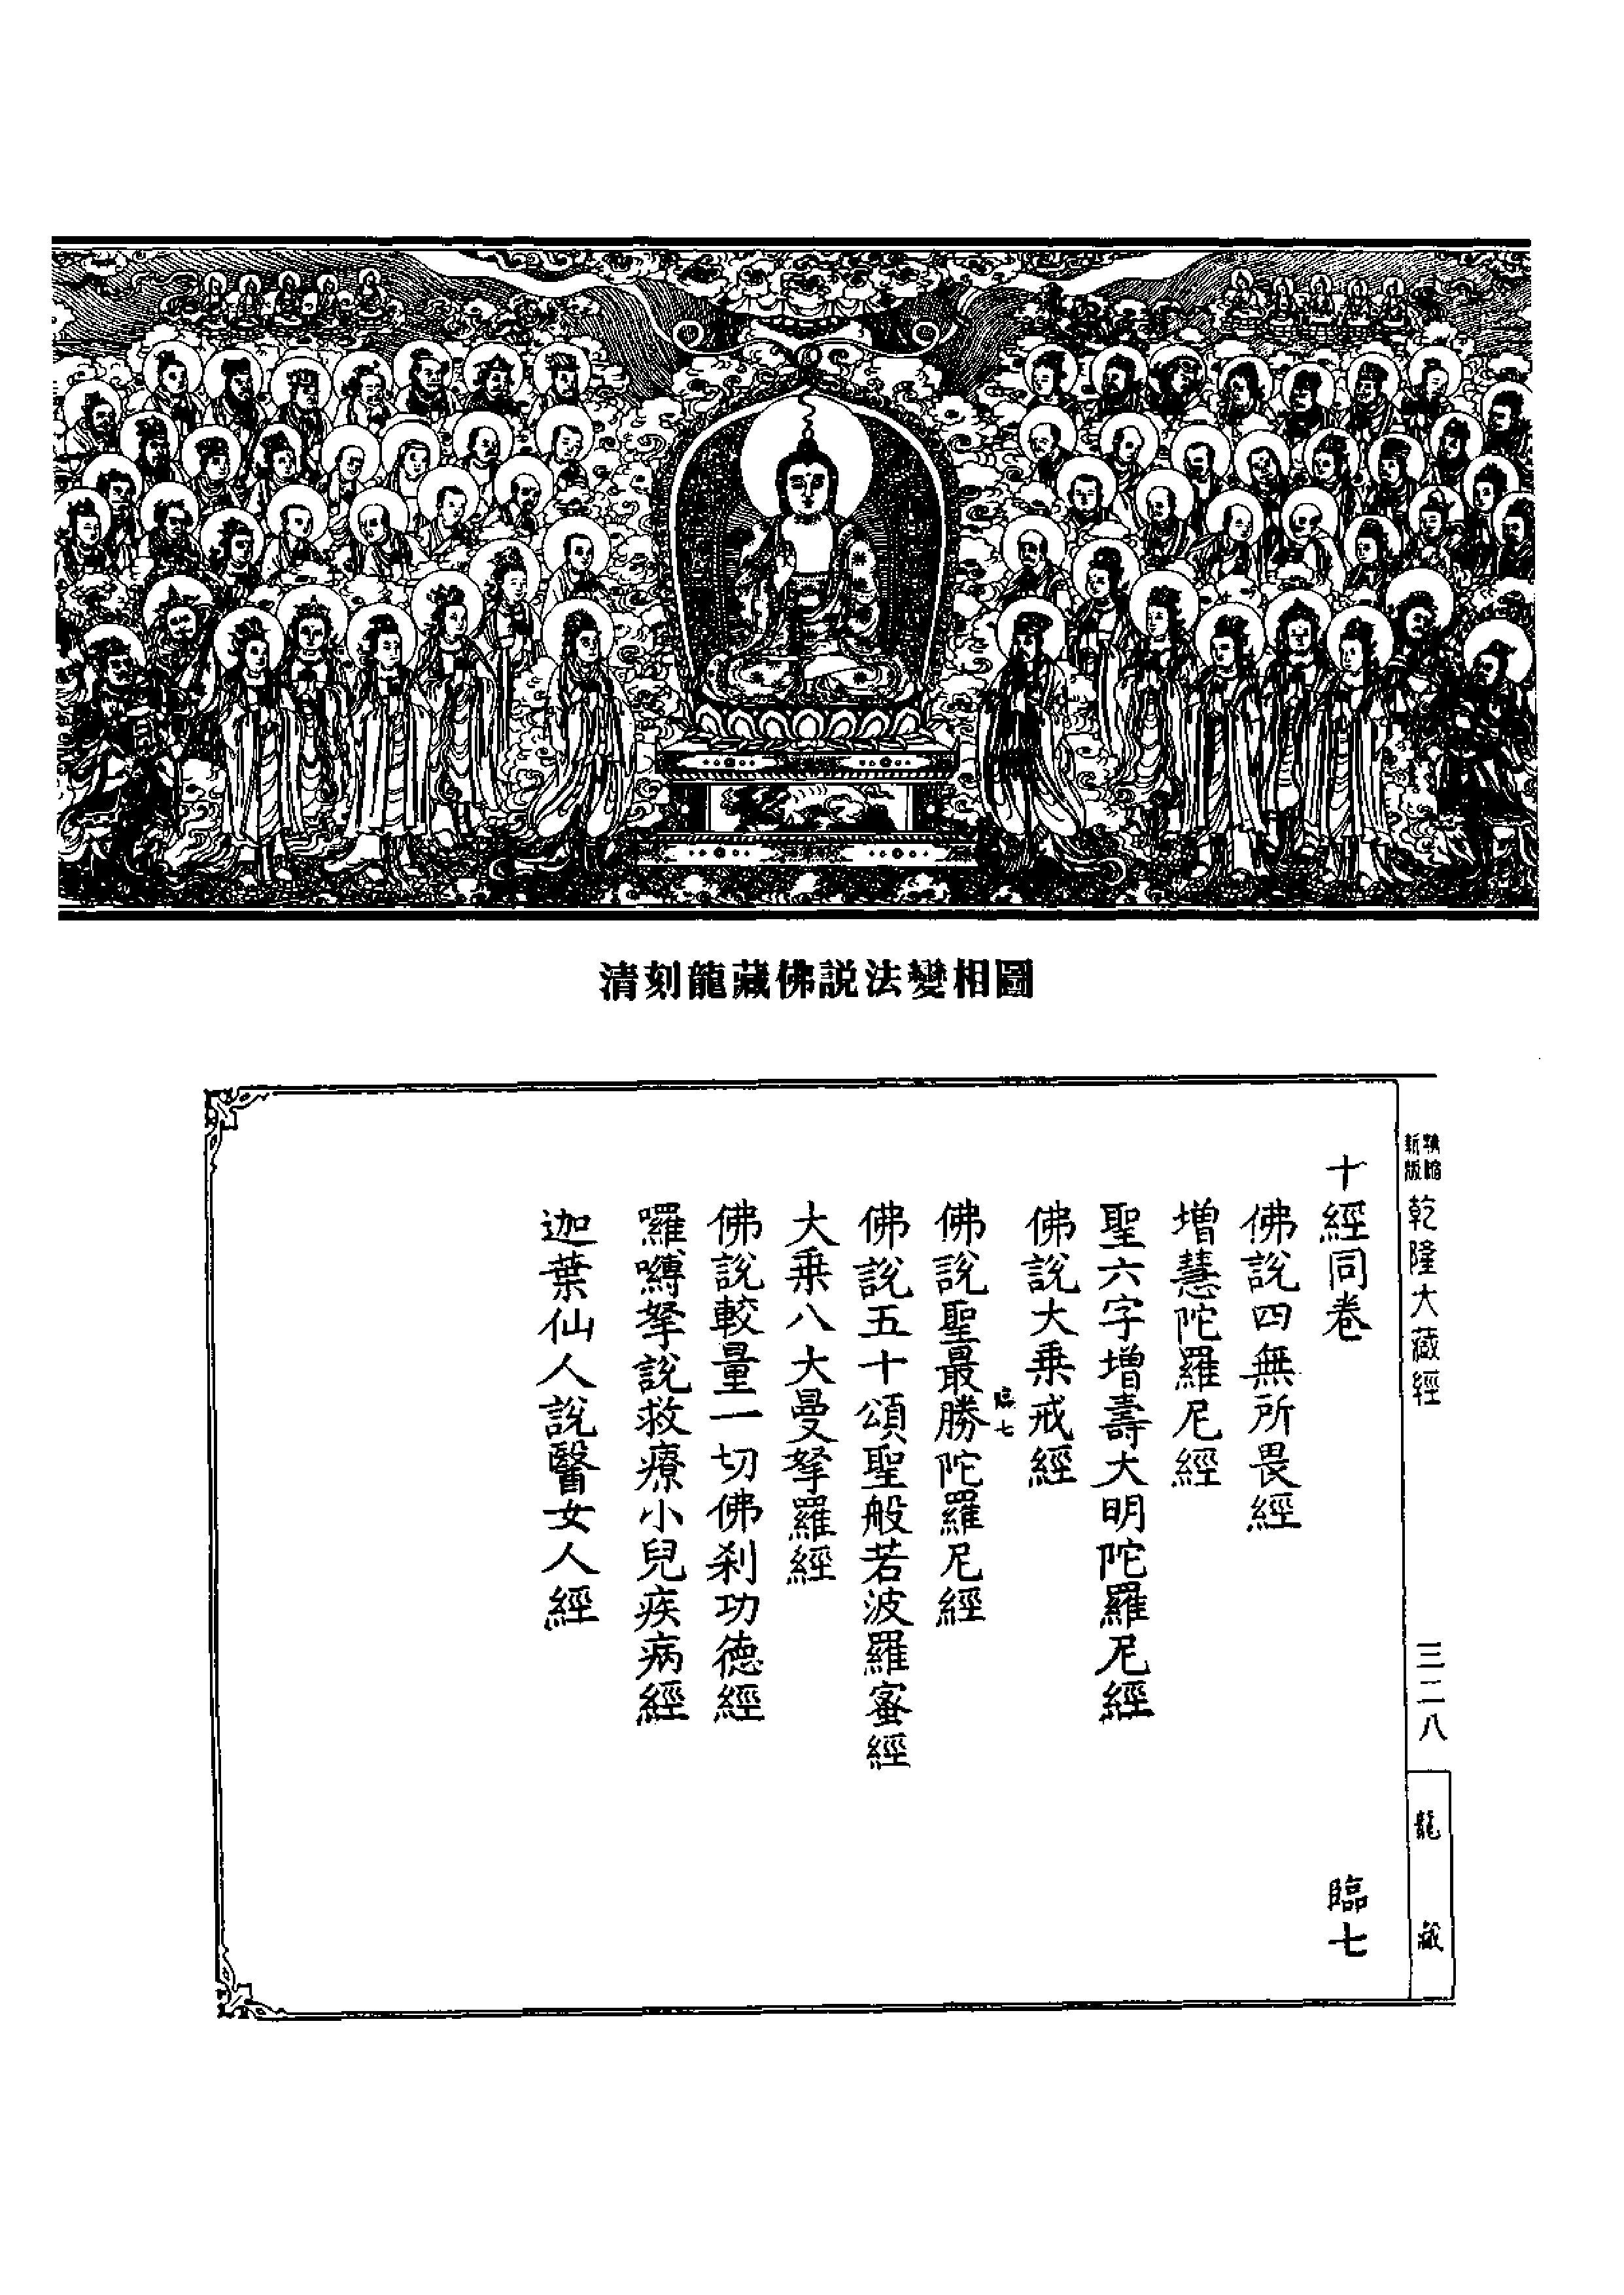 清刻龍藏佛説法變相圖
新版
精縮
乾隆大藏經
三二八
龍藏
十經同卷
臨七
佛說四無所畏經
增慧陀羅尼經
聖六字增壽大明陀羅尼經
佛說大乗戒經
臨七
佛說聖最勝陀羅尼經
佛說五十頌聖般若波羅蜜經
大乗八大曼拏羅經
佛說較量一切佛刹功德經
囉嚩拏說救療小兒疾病經
迦葉仙人說醫女人經